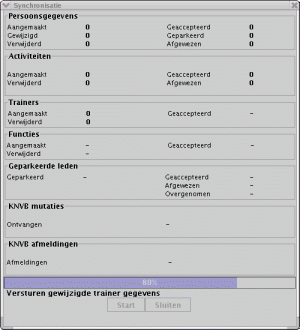 Synchronisatie
Persoonsgegevens
Aangemaakt 0 Geaccepteerd 0
Gewijzigd 0 Geparkeerd 0
Verwijderd 0 Afgewezen 0
Activiteiten
Aangemaakt 0 Geaccepteerd 0
Verwijderd 0 Afgewezen 0
Trainers
Aangemaakt 0 Geaccepteerd -
Verwijderd 0
Functies
Aangemaakt - Geaccepteerd -
Verwijderd -
Geparkeerde leden
Geparkeerd - Geaccepteerd -
Afgewezen -
Overgenomen -
KNVB mutaties
Ontvangen -
KNVB afmeldingen
Afmeldingen -
80%
Versturen gewijzigde trainer gegevens
Start Sluiten